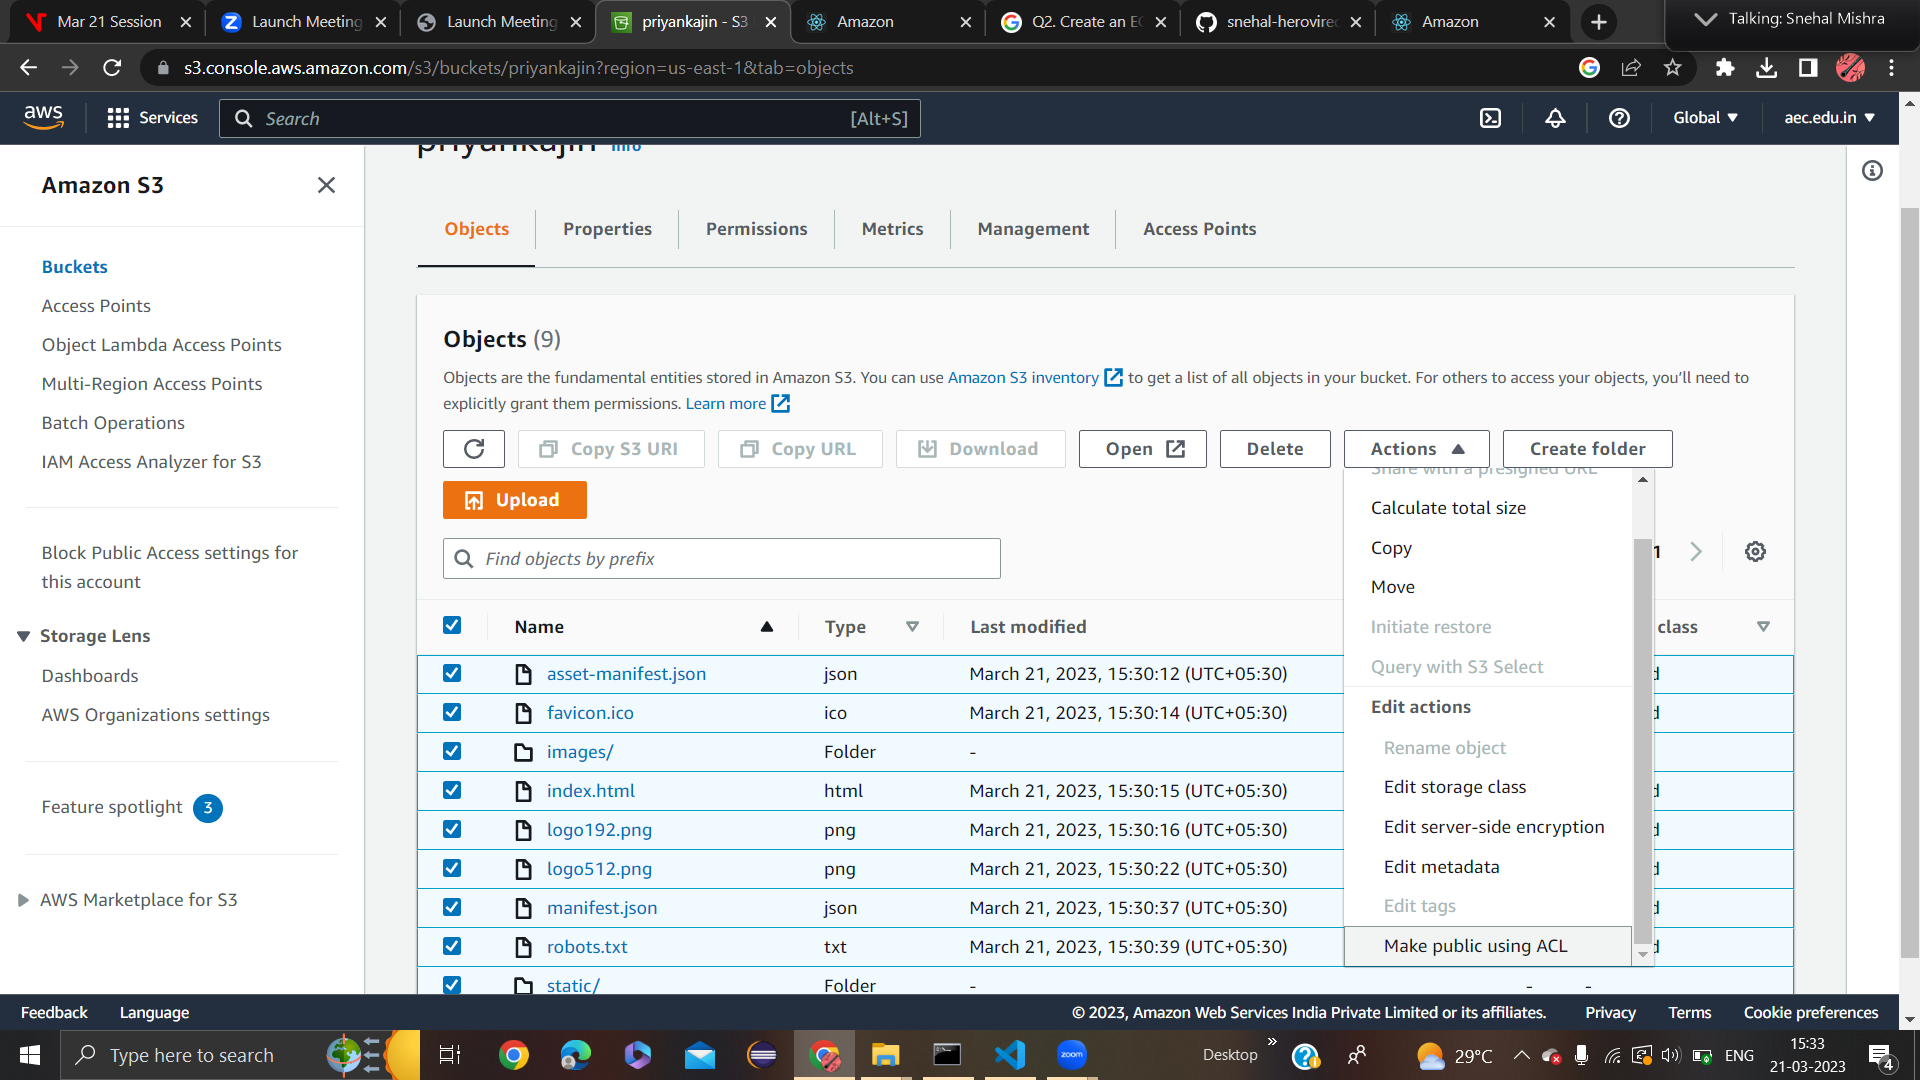 Mar 21 Session
Launch Meeting
Launch Meeting
priyankajin - S3
Amazon
Q2. Create an EC
snehal-herovired
Amazon
Talking: Snehal Mishra
s3.console.aws.amazon.com/s3/buckets/priyankajin?region=us-east-1&tab=objects
aws
Services
Search
[Alt+S]
Global
aec.edu.in
Amazon S3
Buckets
Access Points
Object Lambda Access Points
Multi-Region Access Points
Batch Operations
IAM Access Analyzer for S3
Block Public Access settings for
this account
Storage Lens
Dashboards
AWS Organizations settings
Feature spotlight 3
AWS Marketplace for S3
priyankajin Info
Objects
Properties
Permissions
Metrics
Management
Access Points
Objects (9)
Objects are the fundamental entities stored in Amazon S3. You can use Amazon S3 inventory to get a list of all objects in your bucket. For others to access your objects, you'll need to
explicitly grant them permissions. Learn more
Copy S3 URI
Copy URL
Download
Open
Delete
Actions
Create folder
Upload
Find objects by prefix
1
Share with a presigned URL
Calculate total size
Copy
Move
Initiate restore
Query with S3 Select
Edit actions
Rename object
Edit storage class
Edit server-side encryption
Edit metadata
Edit tags
Make public using ACL
Name Type Last modified class
asset-manifest.json json March 21, 2023, 15:30:12 (UTC+05:30) d
favicon.ico ico March 21, 2023, 15:30:14 (UTC+05:30) d
images/ Folder -
index.html html March 21, 2023, 15:30:15 (UTC+05:30) d
logo192.png png March 21, 2023, 15:30:16 (UTC+05:30) d
logo512.png png March 21, 2023, 15:30:22 (UTC+05:30) d
manifest.json json March 21, 2023, 15:30:37 (UTC+05:30) d
robots.txt txt March 21, 2023, 15:30:39 (UTC+05:30) d
static/ Folder - - -
Feedback
Language
© 2023, Amazon Web Services India Private Limited or its affiliates.
Privacy
Terms
Cookie preferences
Type here to search
zoom
Desktop
29°C
ENG
15:33
21-03-2023
4